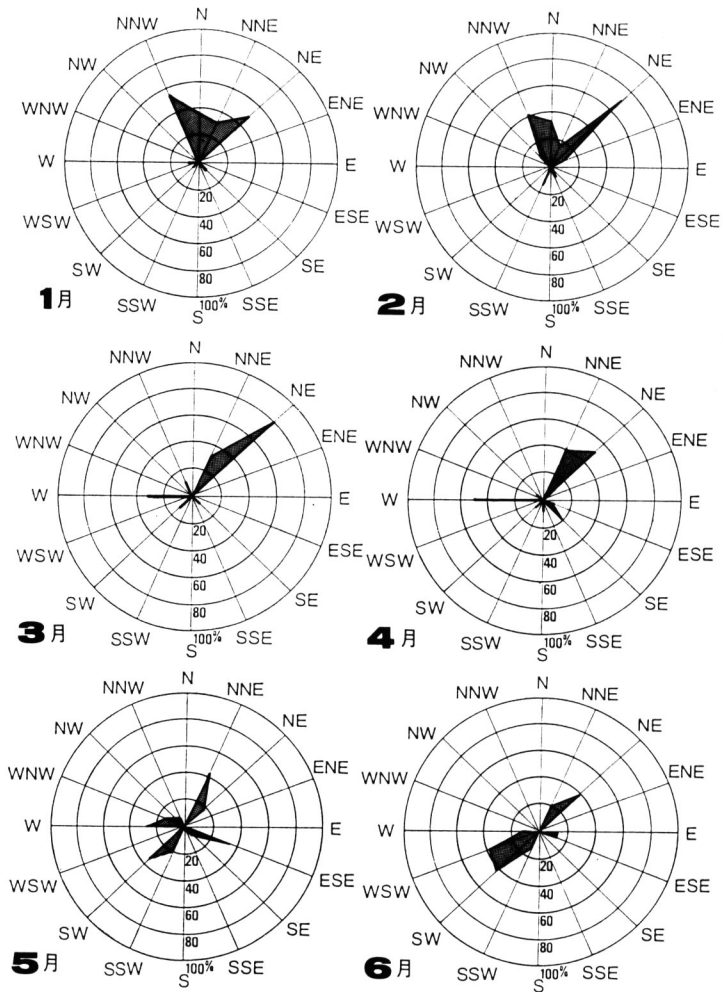 N
NNW NNE
NW NE
WNW ENE
W E
20
WSW ESE
40
60
SW SE
80
SSW 100% SSE
S
1月
N
NNW NNE
NW NE
WNW ENE
W E
20
WSW ESE
40
60
SW SE
80
SSW 100% SSE
S
2月
N
NNW NNE
NW NE
WNW ENE
W E
20
WSW ESE
40
60
SW SE
80
SSW 100% SSE
S
3月
N
NNW NNE
NW NE
WNW ENE
W E
20
WSW ESE
40
60
SW SE
80
SSW 100% SSE
S
4月
N
NNW NNE
NW NE
WNW ENE
W E
20
WSW ESE
40
60
SW SE
80
SSW 100% SSE
S
5月
N
NNW NNE
NW NE
WNW ENE
W E
20
WSW ESE
40
60
SW SE
80
SSW 100% SSE
S
6月